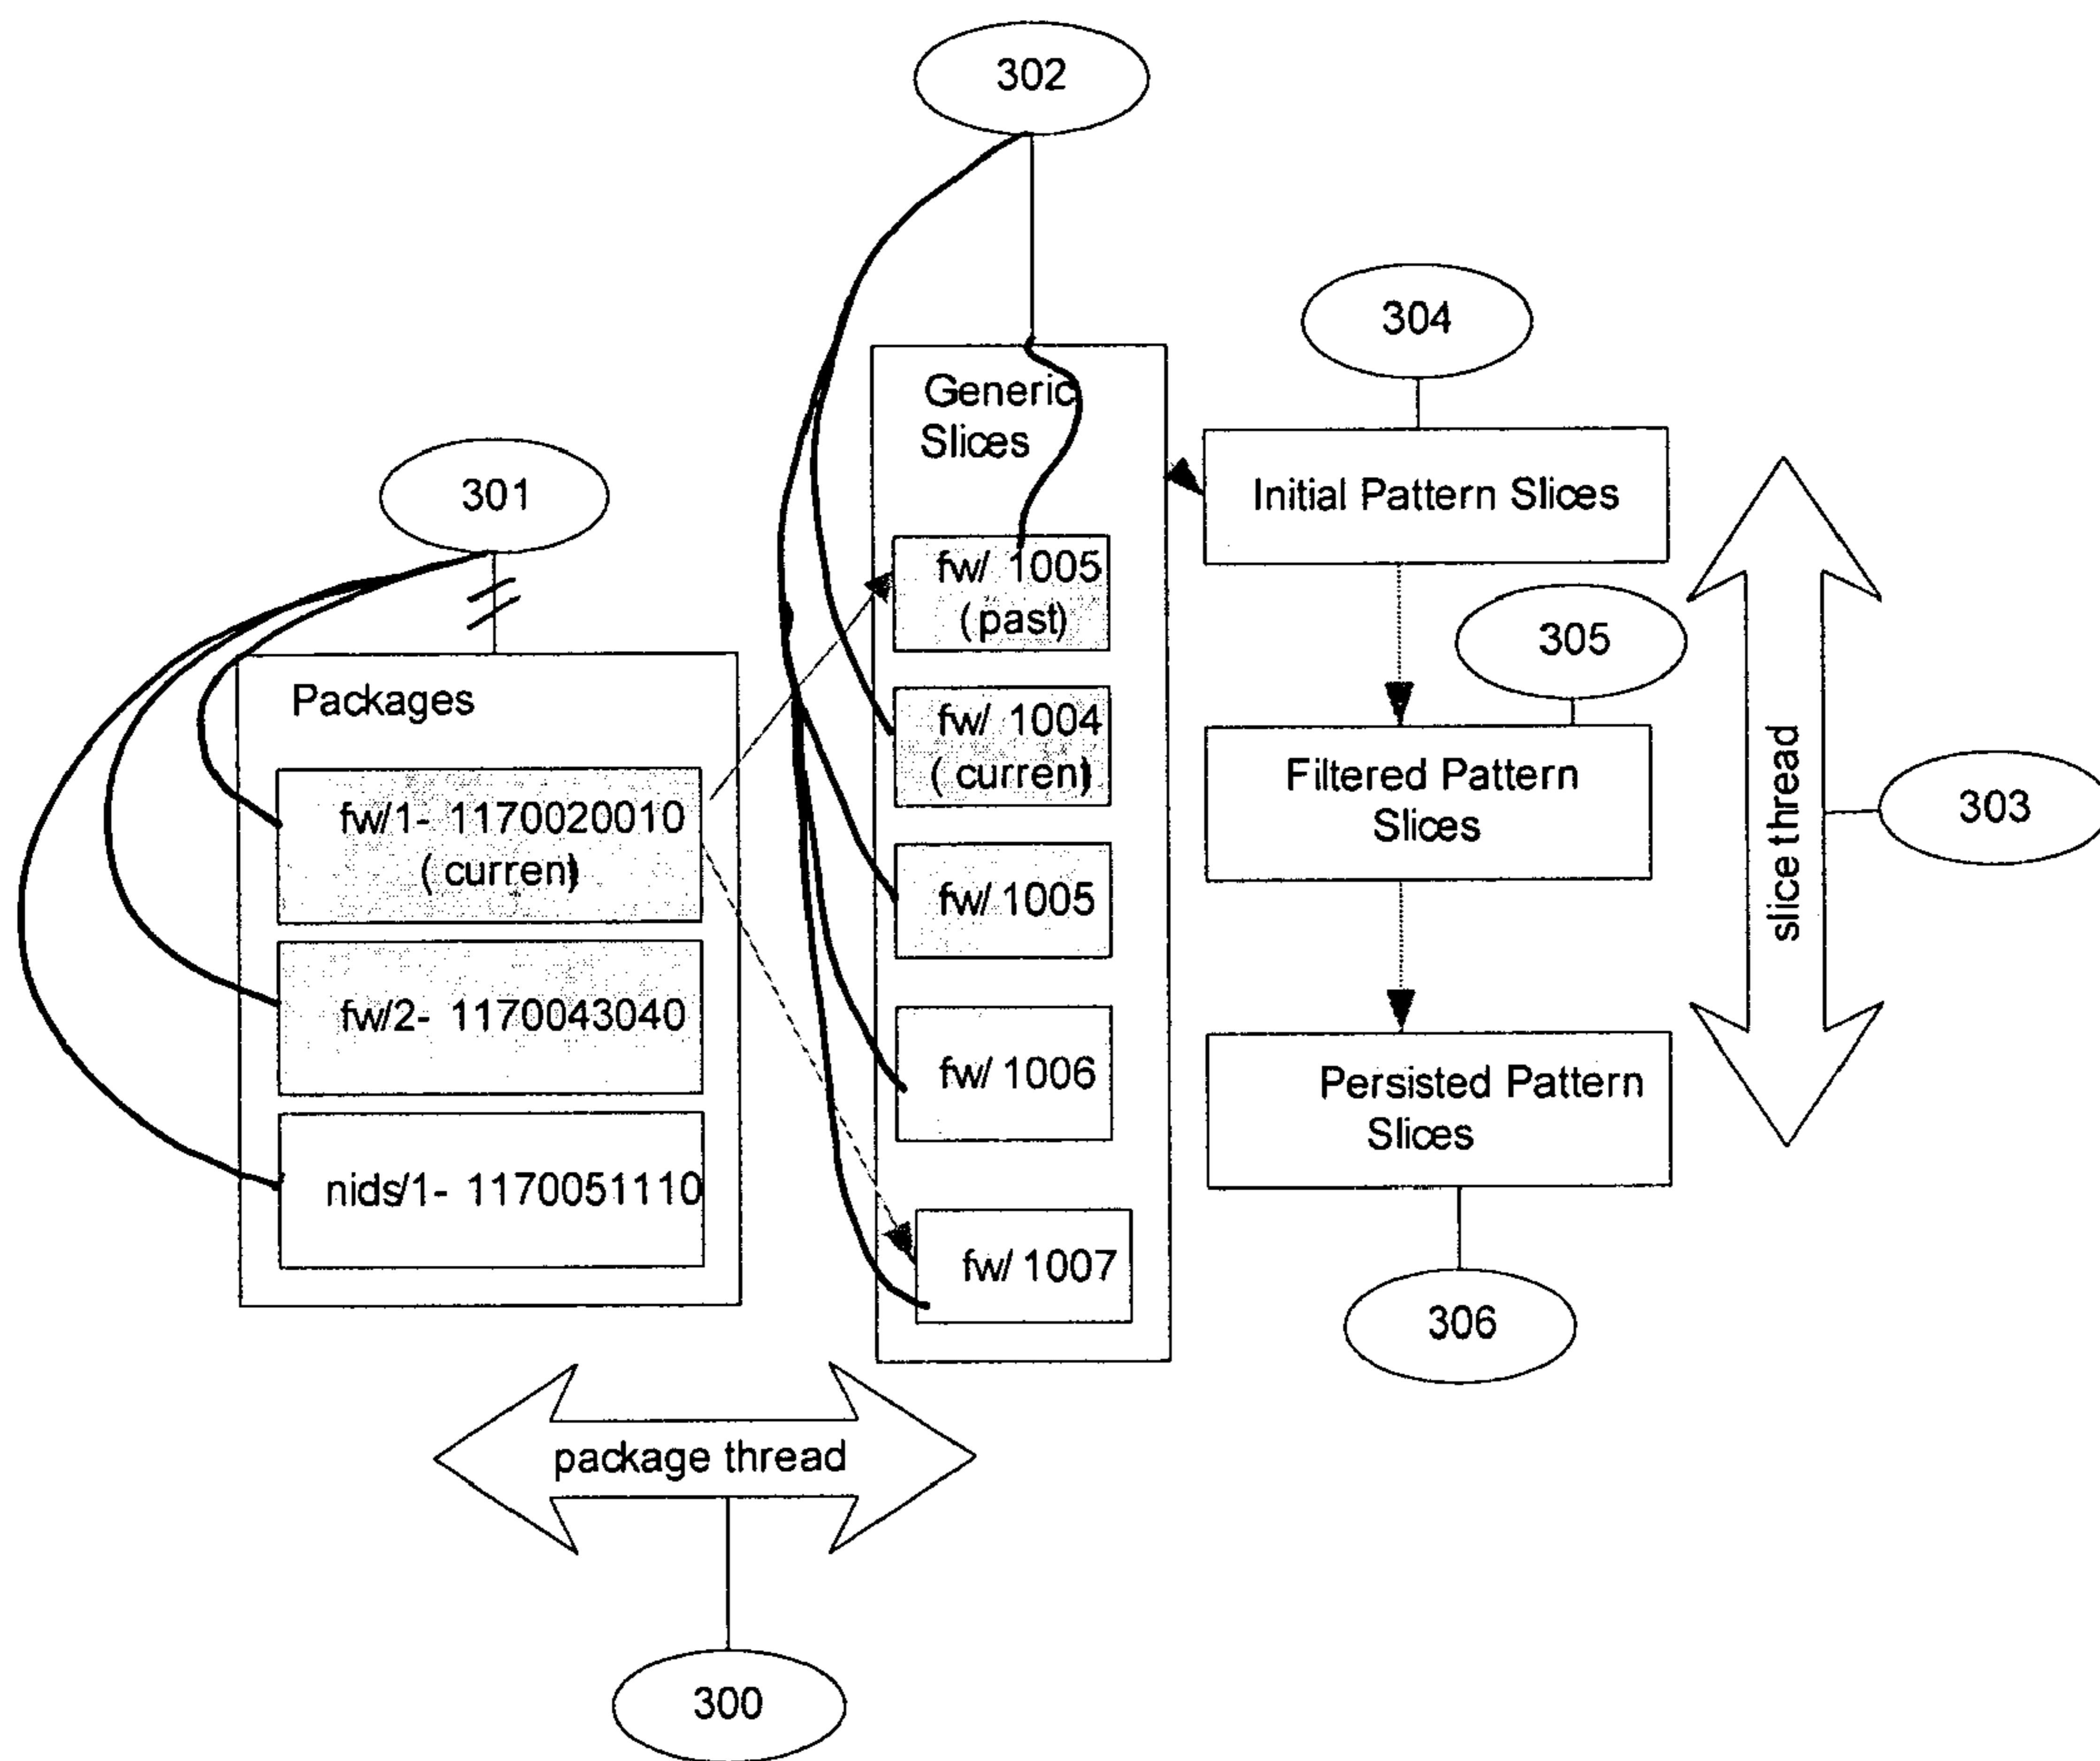 302
304
Generic
Slices
Initial Pattern Slices
301
fw/ 1005
(past)
305
Packages
fw/ 1004
( current)
Filtered Pattern
Slices
slice thread
303
fw/1- 1170020010
( current)
fw/ 1005
fw/2- 1170043040
fw/ 1006
Persisted Pattern
Slices
nids/1- 1170051110
fw/ 1007
306
package thread
300